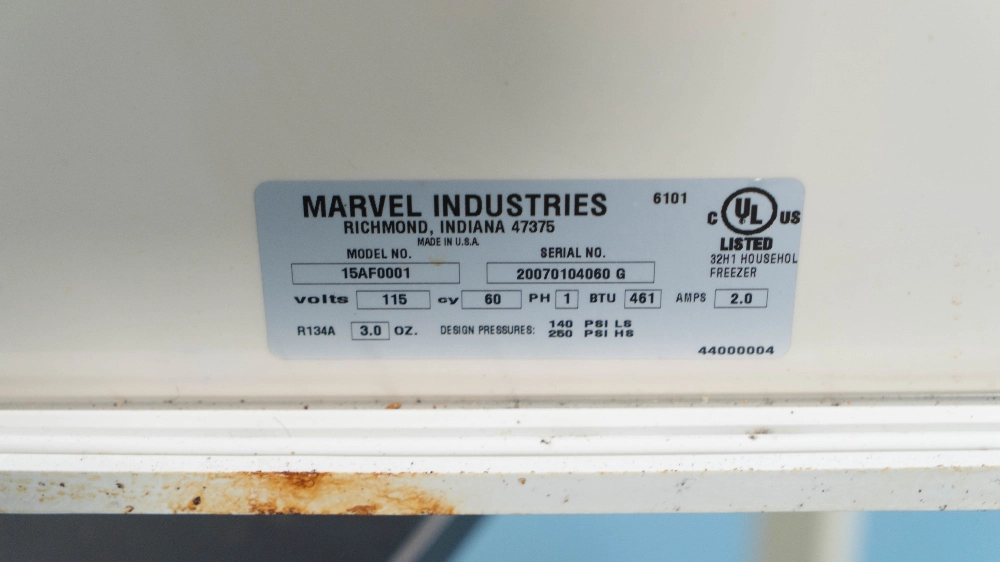 MARVEL INDUSTRIES
RICHMOND, INDIANA 47375
MADE IN U.S.A.
6101
C UL US
LISTED
32H1 HOUSEHOL
FREEZER
MODEL NO. SERIAL NO.
15AF0001 20070104060 G
volts 115 cy 60 PH 1 BTU 461 AMPS 2.0
R134A 3.0 OZ. DESIGN PRESSURES: 140 PSI LS
250 PSI HS
44000004